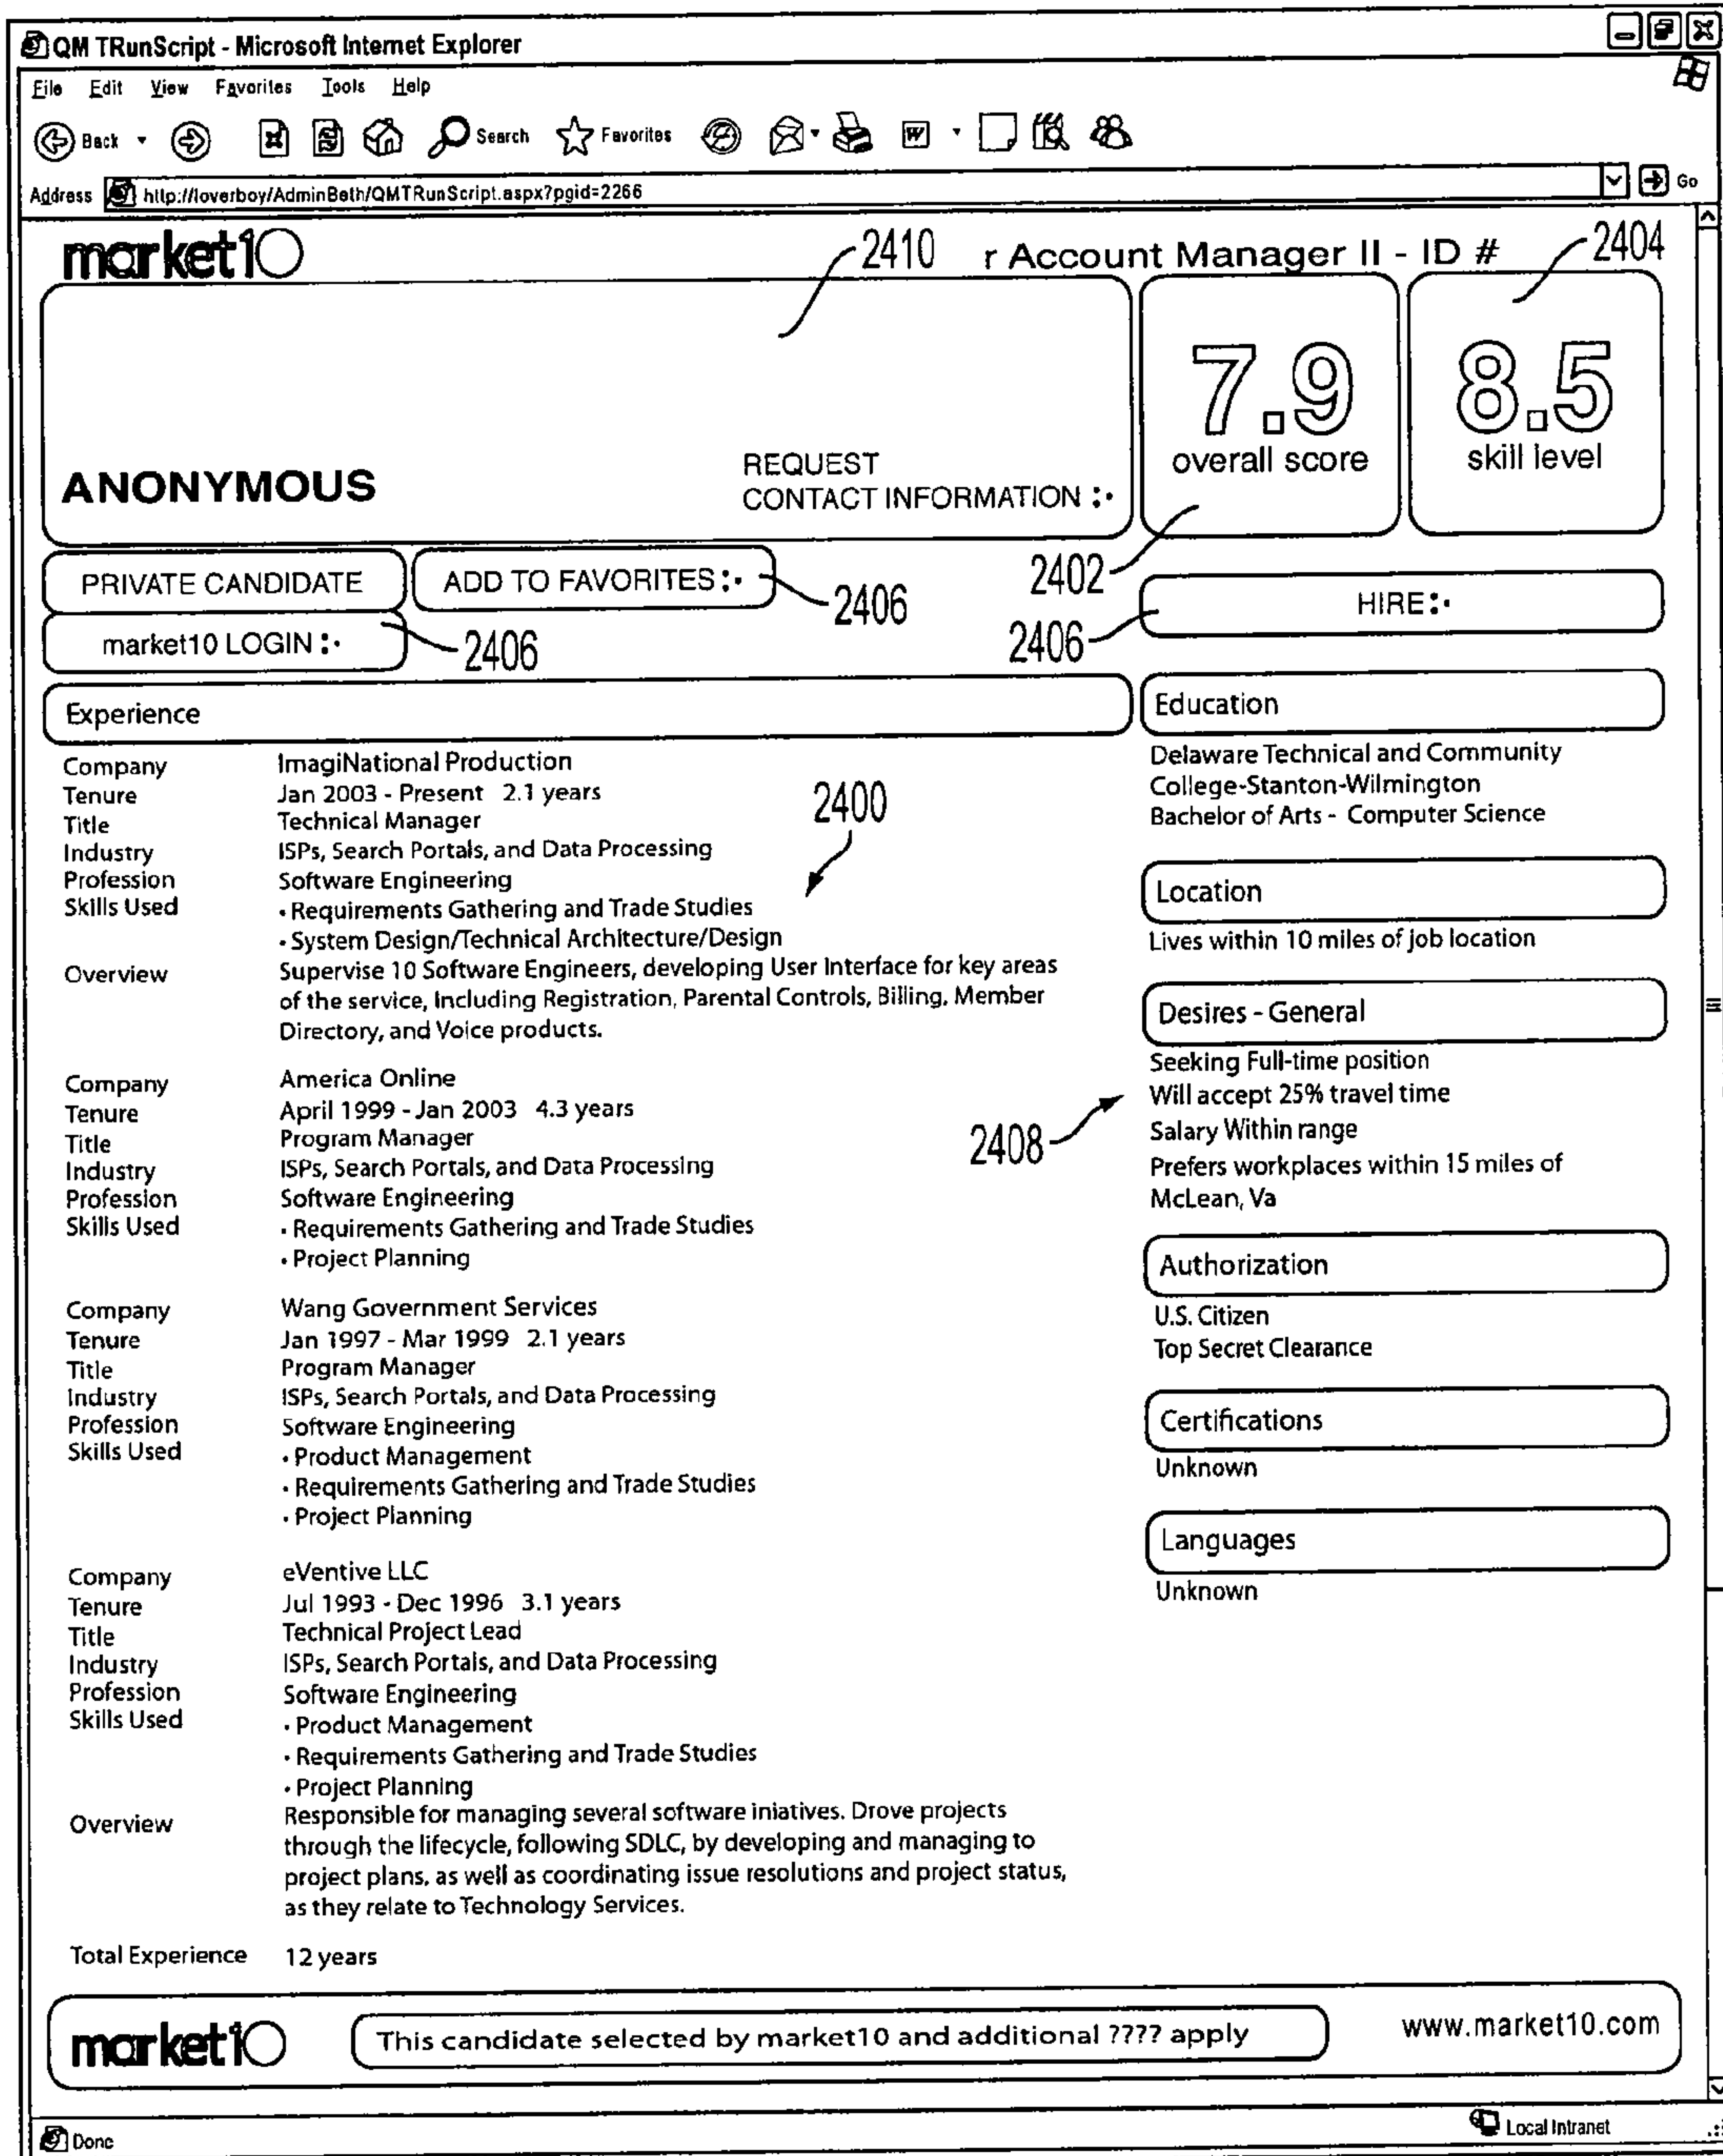 QM TRunScript - Microsoft Internet Explorer
File Edit View Favorites Tools Help
Back Search Favorites W
Address http://loverboy/AdminBeth/QMTRunScript.aspx?pgid=2266 Go
market10 2410 r Account Manager II - ID # 2404
7.9 8.5
overall score skill level
ANONYMOUS REQUEST
CONTACT INFORMATION
2402
PRIVATE CANDIDATE ADD TO FAVORITES 2406 HIRE
market10 LOGIN 2406 2406
Experience
Company ImagiNational Production
Tenure Jan 2003 - Present 2.1 years
2400
Title Technical Manager
Industry ISPs, Search Portals, and Data Processing
Profession Software Engineering
Skills Used • Requirements Gathering and Trade Studies
• System Design/Technical Architecture/Design
Overview Supervise 10 Software Engineers, developing User Interface for key areas
of the service, Including Registration, Parental Controls, Billing, Member
Directory, and Voice products.
Company America Online
Tenure April 1999 - Jan 2003 4.3 years
Title Program Manager
Industry ISPs, Search Portals, and Data Processing
Profession Software Engineering
Skills Used • Requirements Gathering and Trade Studies
• Project Planning
Company Wang Government Services
Tenure Jan 1997 - Mar 1999 2.1 years
Title Program Manager
Industry ISPs, Search Portals, and Data Processing
Profession Software Engineering
Skills Used • Product Management
• Requirements Gathering and Trade Studies
• Project Planning
Company eVentive LLC
Tenure Jul 1993 - Dec 1996 3.1 years
Title Technical Project Lead
Industry ISPs, Search Portals, and Data Processing
Profession Software Engineering
Skills Used • Product Management
• Requirements Gathering and Trade Studies
• Project Planning
Overview Responsible for managing several software iniatives. Drove projects
through the lifecycle, following SDLC, by developing and managing to
project plans, as well as coordinating issue resolutions and project status,
as they relate to Technology Services.
Total Experience 12 years
Education
Delaware Technical and Community
College-Stanton-Wilmington
Bachelor of Arts - Computer Science
Location
Lives within 10 miles of job location
Desires - General
Seeking Full-time position
Will accept 25% travel time
2408
Salary Within range
Prefers workplaces within 15 miles of
McLean, Va
Authorization
U.S. Citizen
Top Secret Clearance
Certifications
Unknown
Languages
Unknown
market10 This candidate selected by market10 and additional ???? apply www.market10.com
Done Local Intranet